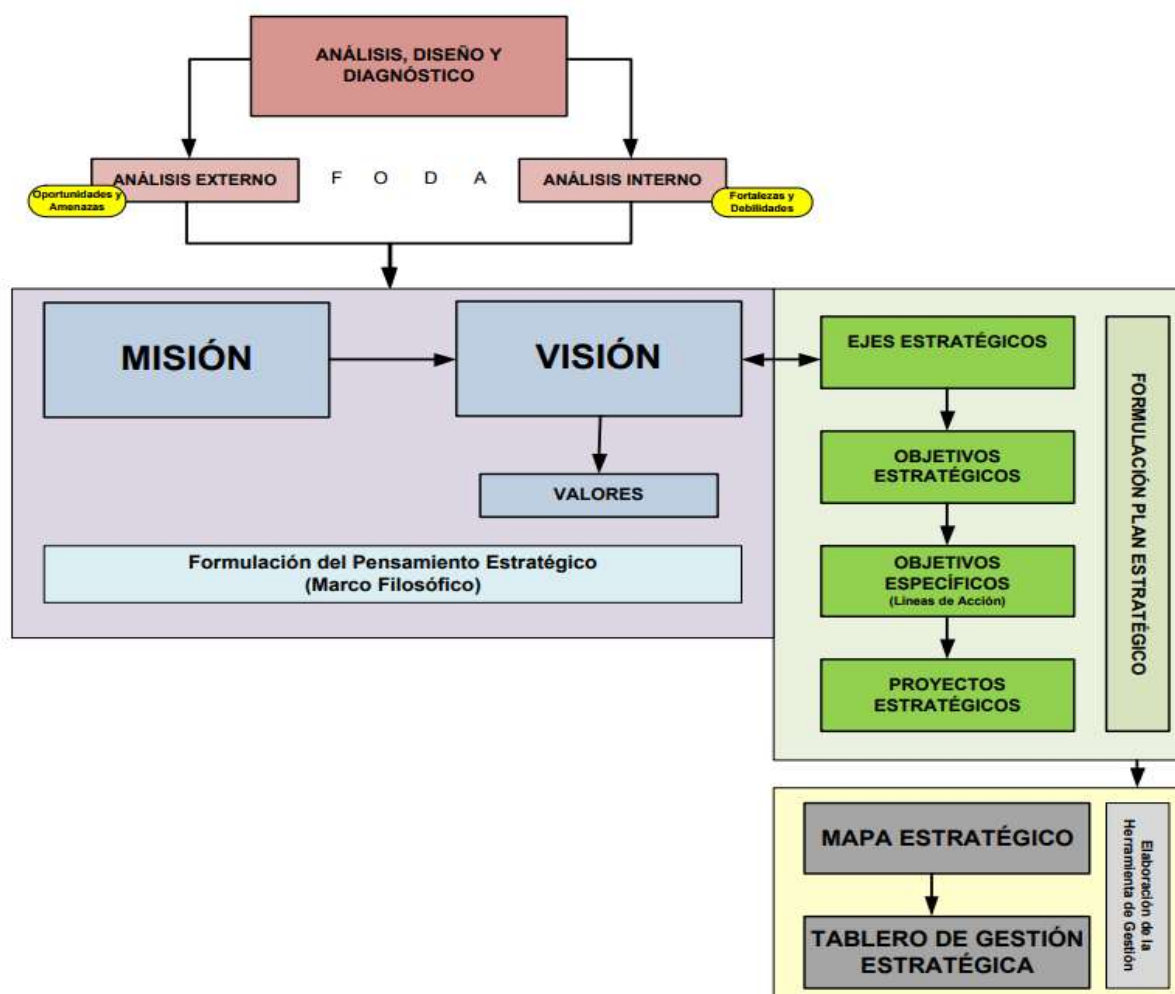 ANÁLISIS, DISEÑO Y
DIAGNÓSTICO
ANÁLISIS EXTERNO
F O D A
ANÁLISIS INTERNO
Oportunidades y
Amenazas
Fortalezas y
Debilidades
MISIÓN
VISIÓN
VALORES
Formulación del Pensamiento Estratégico
(Marco Filosófico)
EJES ESTRATÉGICOS
OBJETIVOS
ESTRATÉGICOS
OBJETIVOS
ESPECÍFICOS
(Lineas de Acción)
PROYECTOS
ESTRATÉGICOS
FORMULACIÓN PLAN ESTRATÉGICO
MAPA ESTRATÉGICO
TABLERO DE GESTIÓN
ESTRATÉGICA
Elaboración de la
Herramienta de Gestión